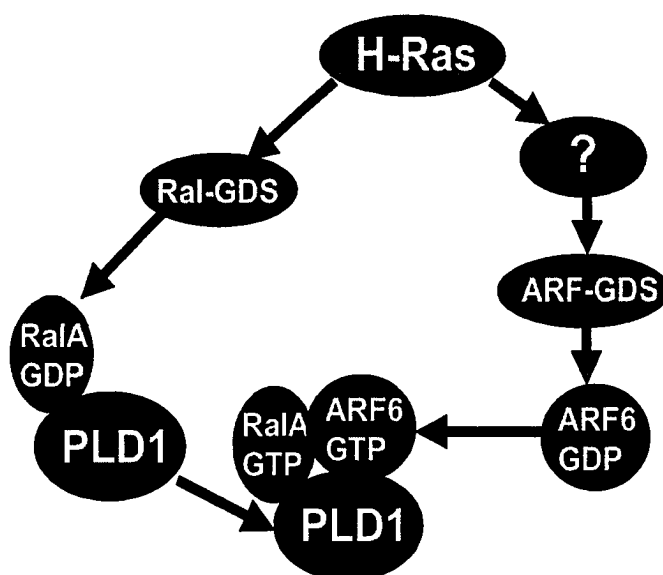 H-Ras
?
Ral-GDS
ARF-GDS
RalA
GDP
PLD1
RalA
GTP
ARF6
GTP
PLD1
ARF6
GDP